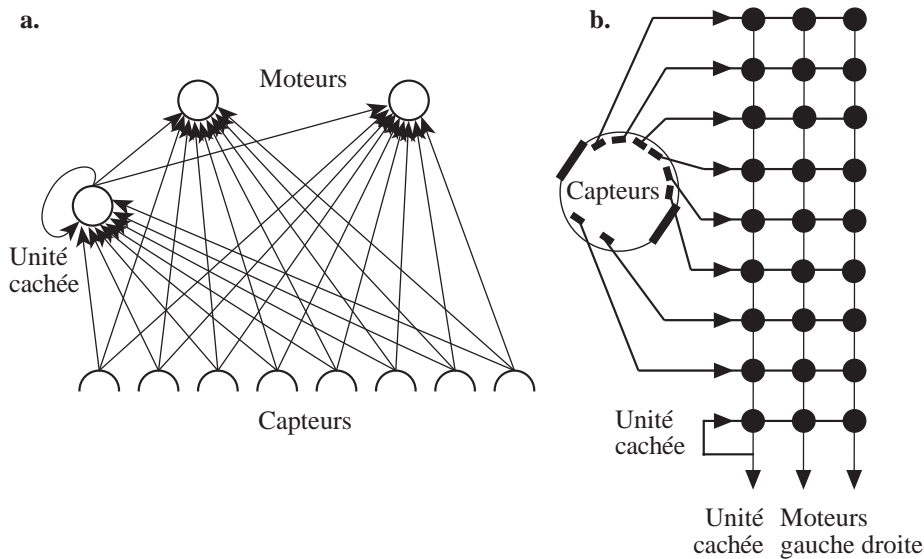 a.
Moteurs
Unité
cachée
Capteurs
b.
Capteurs
Unité
cachée
Unité
cachée
Moteurs
gauche droite